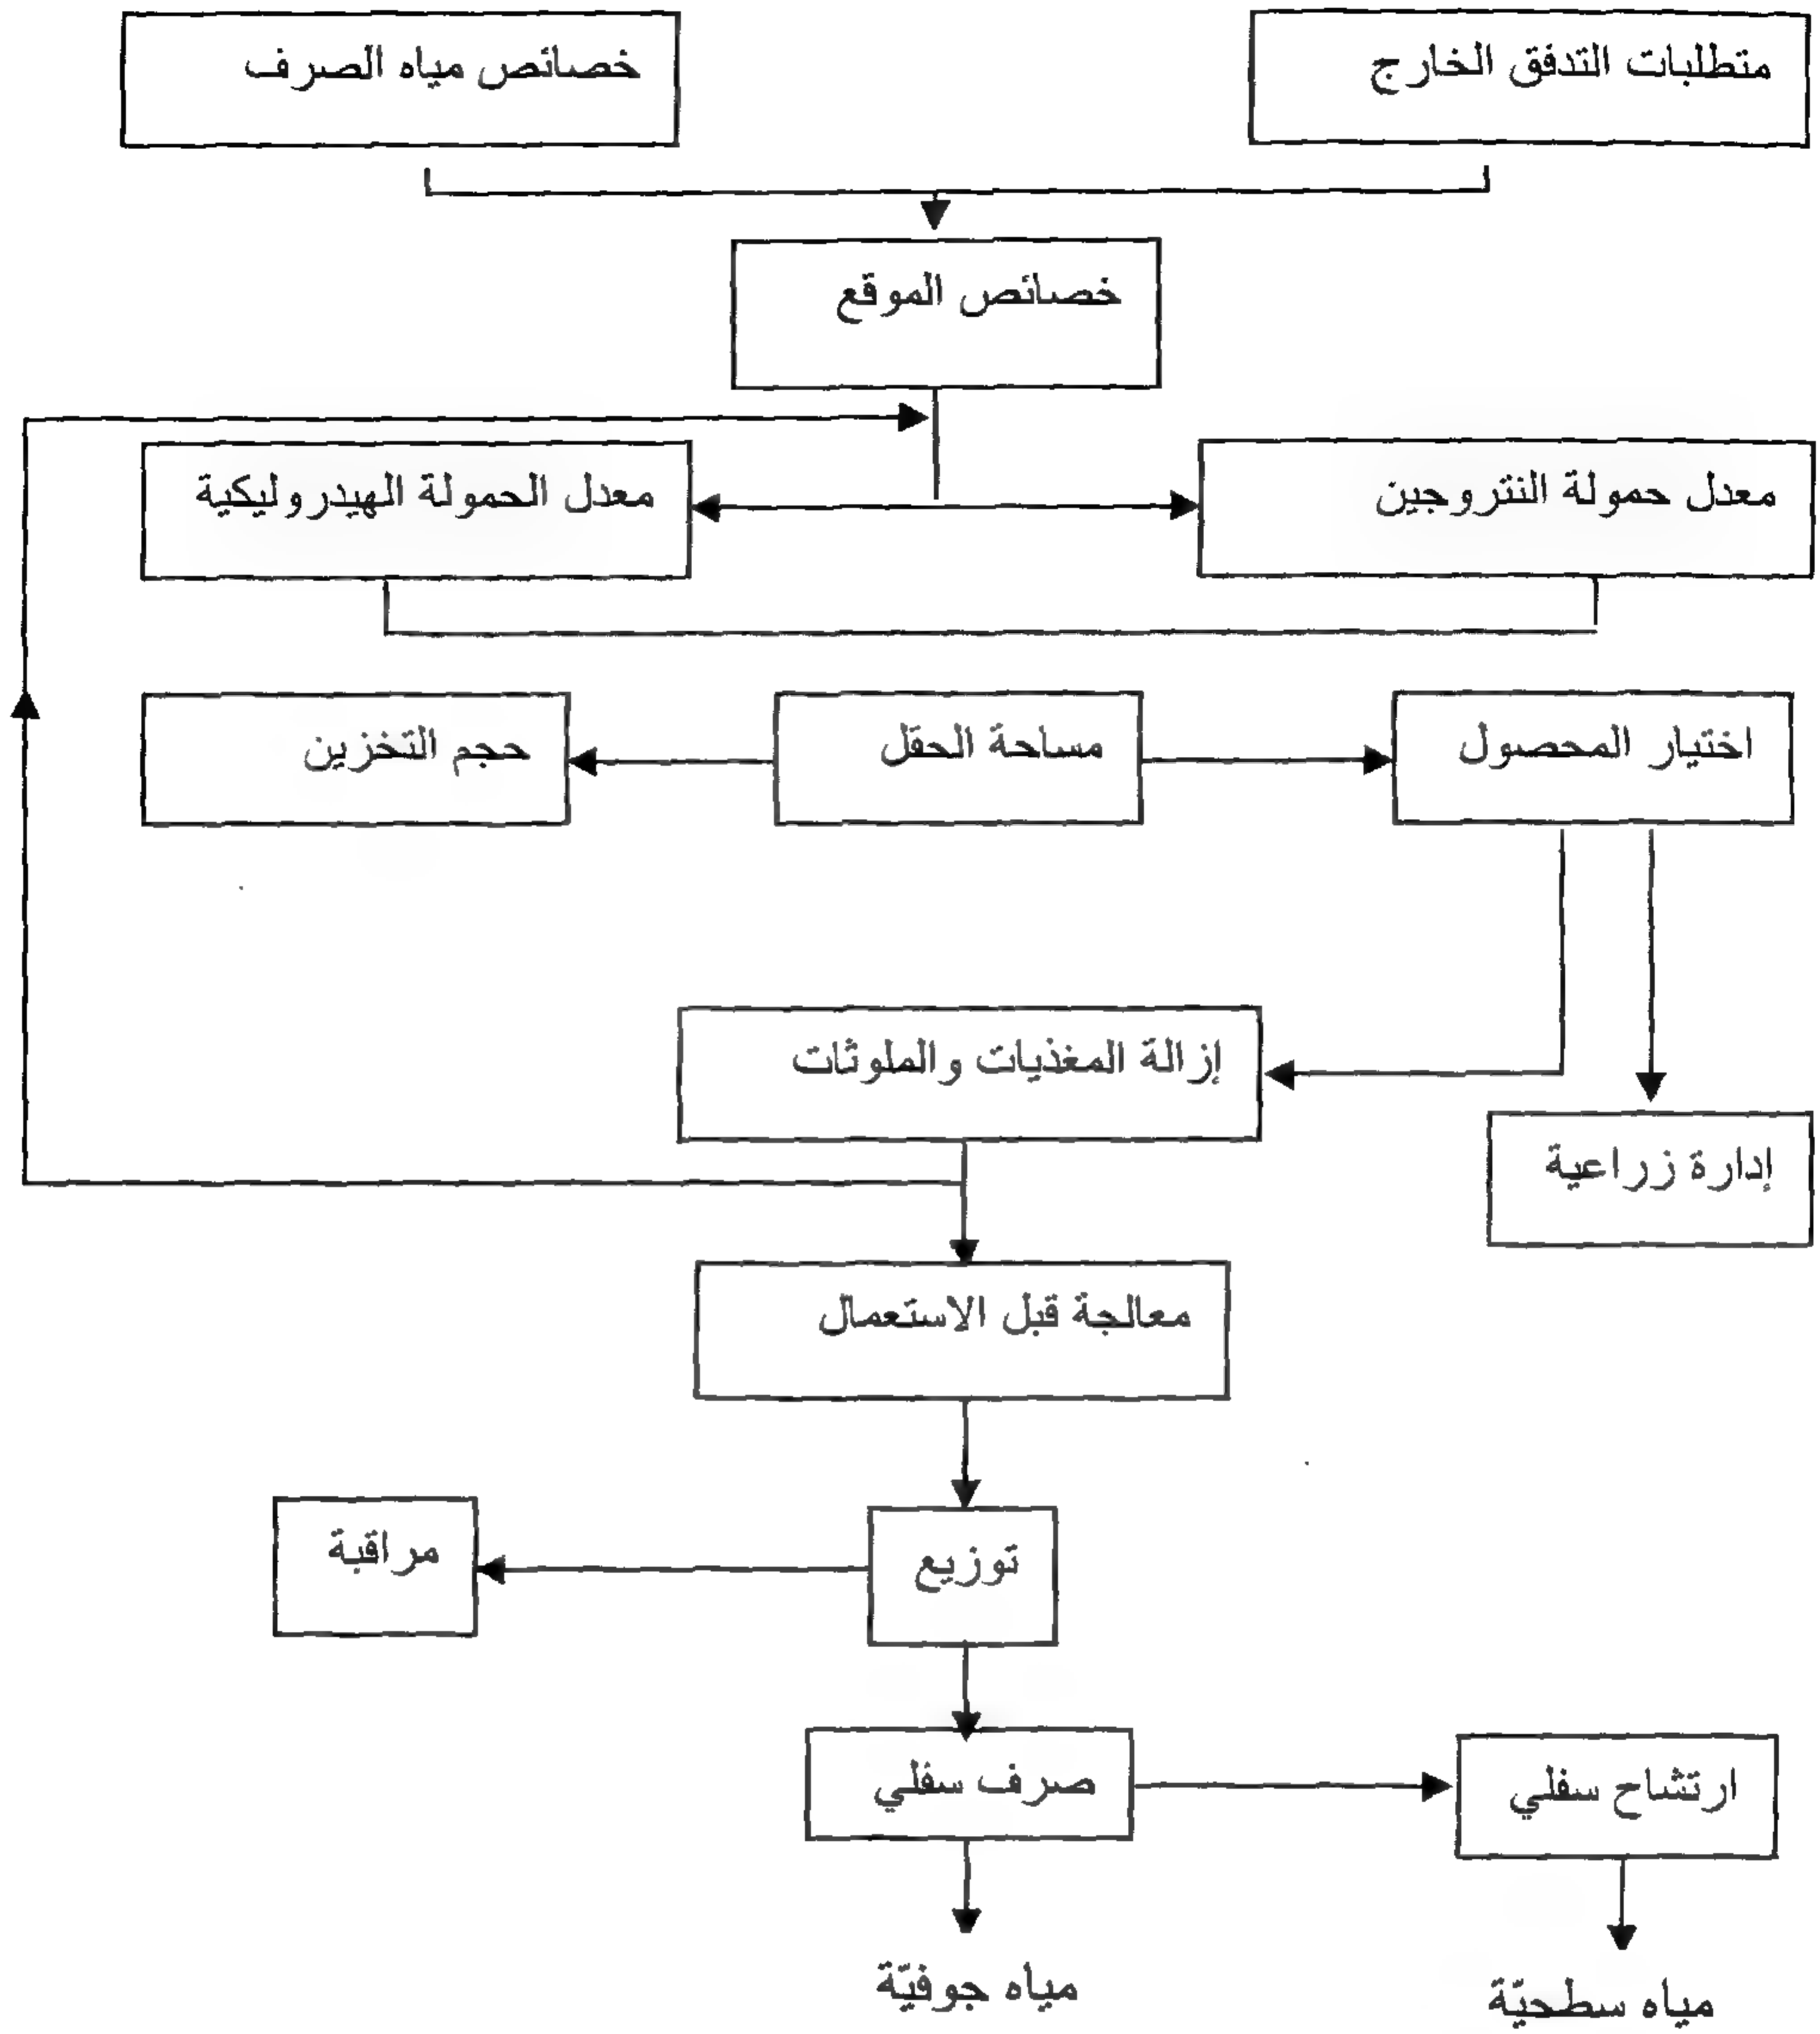 متطلبات التدفق الخارج
خصائص مياه الصرف
خصائص الموقع
معدل حمولة النتروجين
معدل الحمولة الهيدروليكية
اختيار المحصول
مساحة الحقل
حجم التخزين
إزالة المغذيات والملوثات
إدارة زراعية
معالجة قبل الاستعمال
توزيع
مراقبة
صرف سفلي
ارتشاح سفلي
مياه جوفيّة
مياه سطحيّة